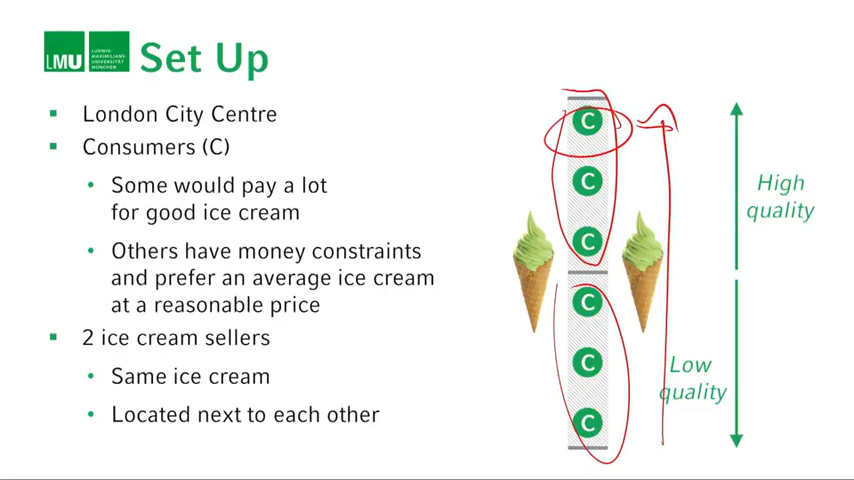 LMU
LUDWIG-
MAXIMILIANS-
UNIVERSITÄT
MÜNCHEN
Set Up
London City Centre
Consumers (C)
Some would pay a lot
for good ice cream
Others have money constraints
and prefer an average ice cream
at a reasonable price
2 ice cream sellers
Same ice cream
Located next to each other
C
C
C
C
C
C
High
quality
Low
quality